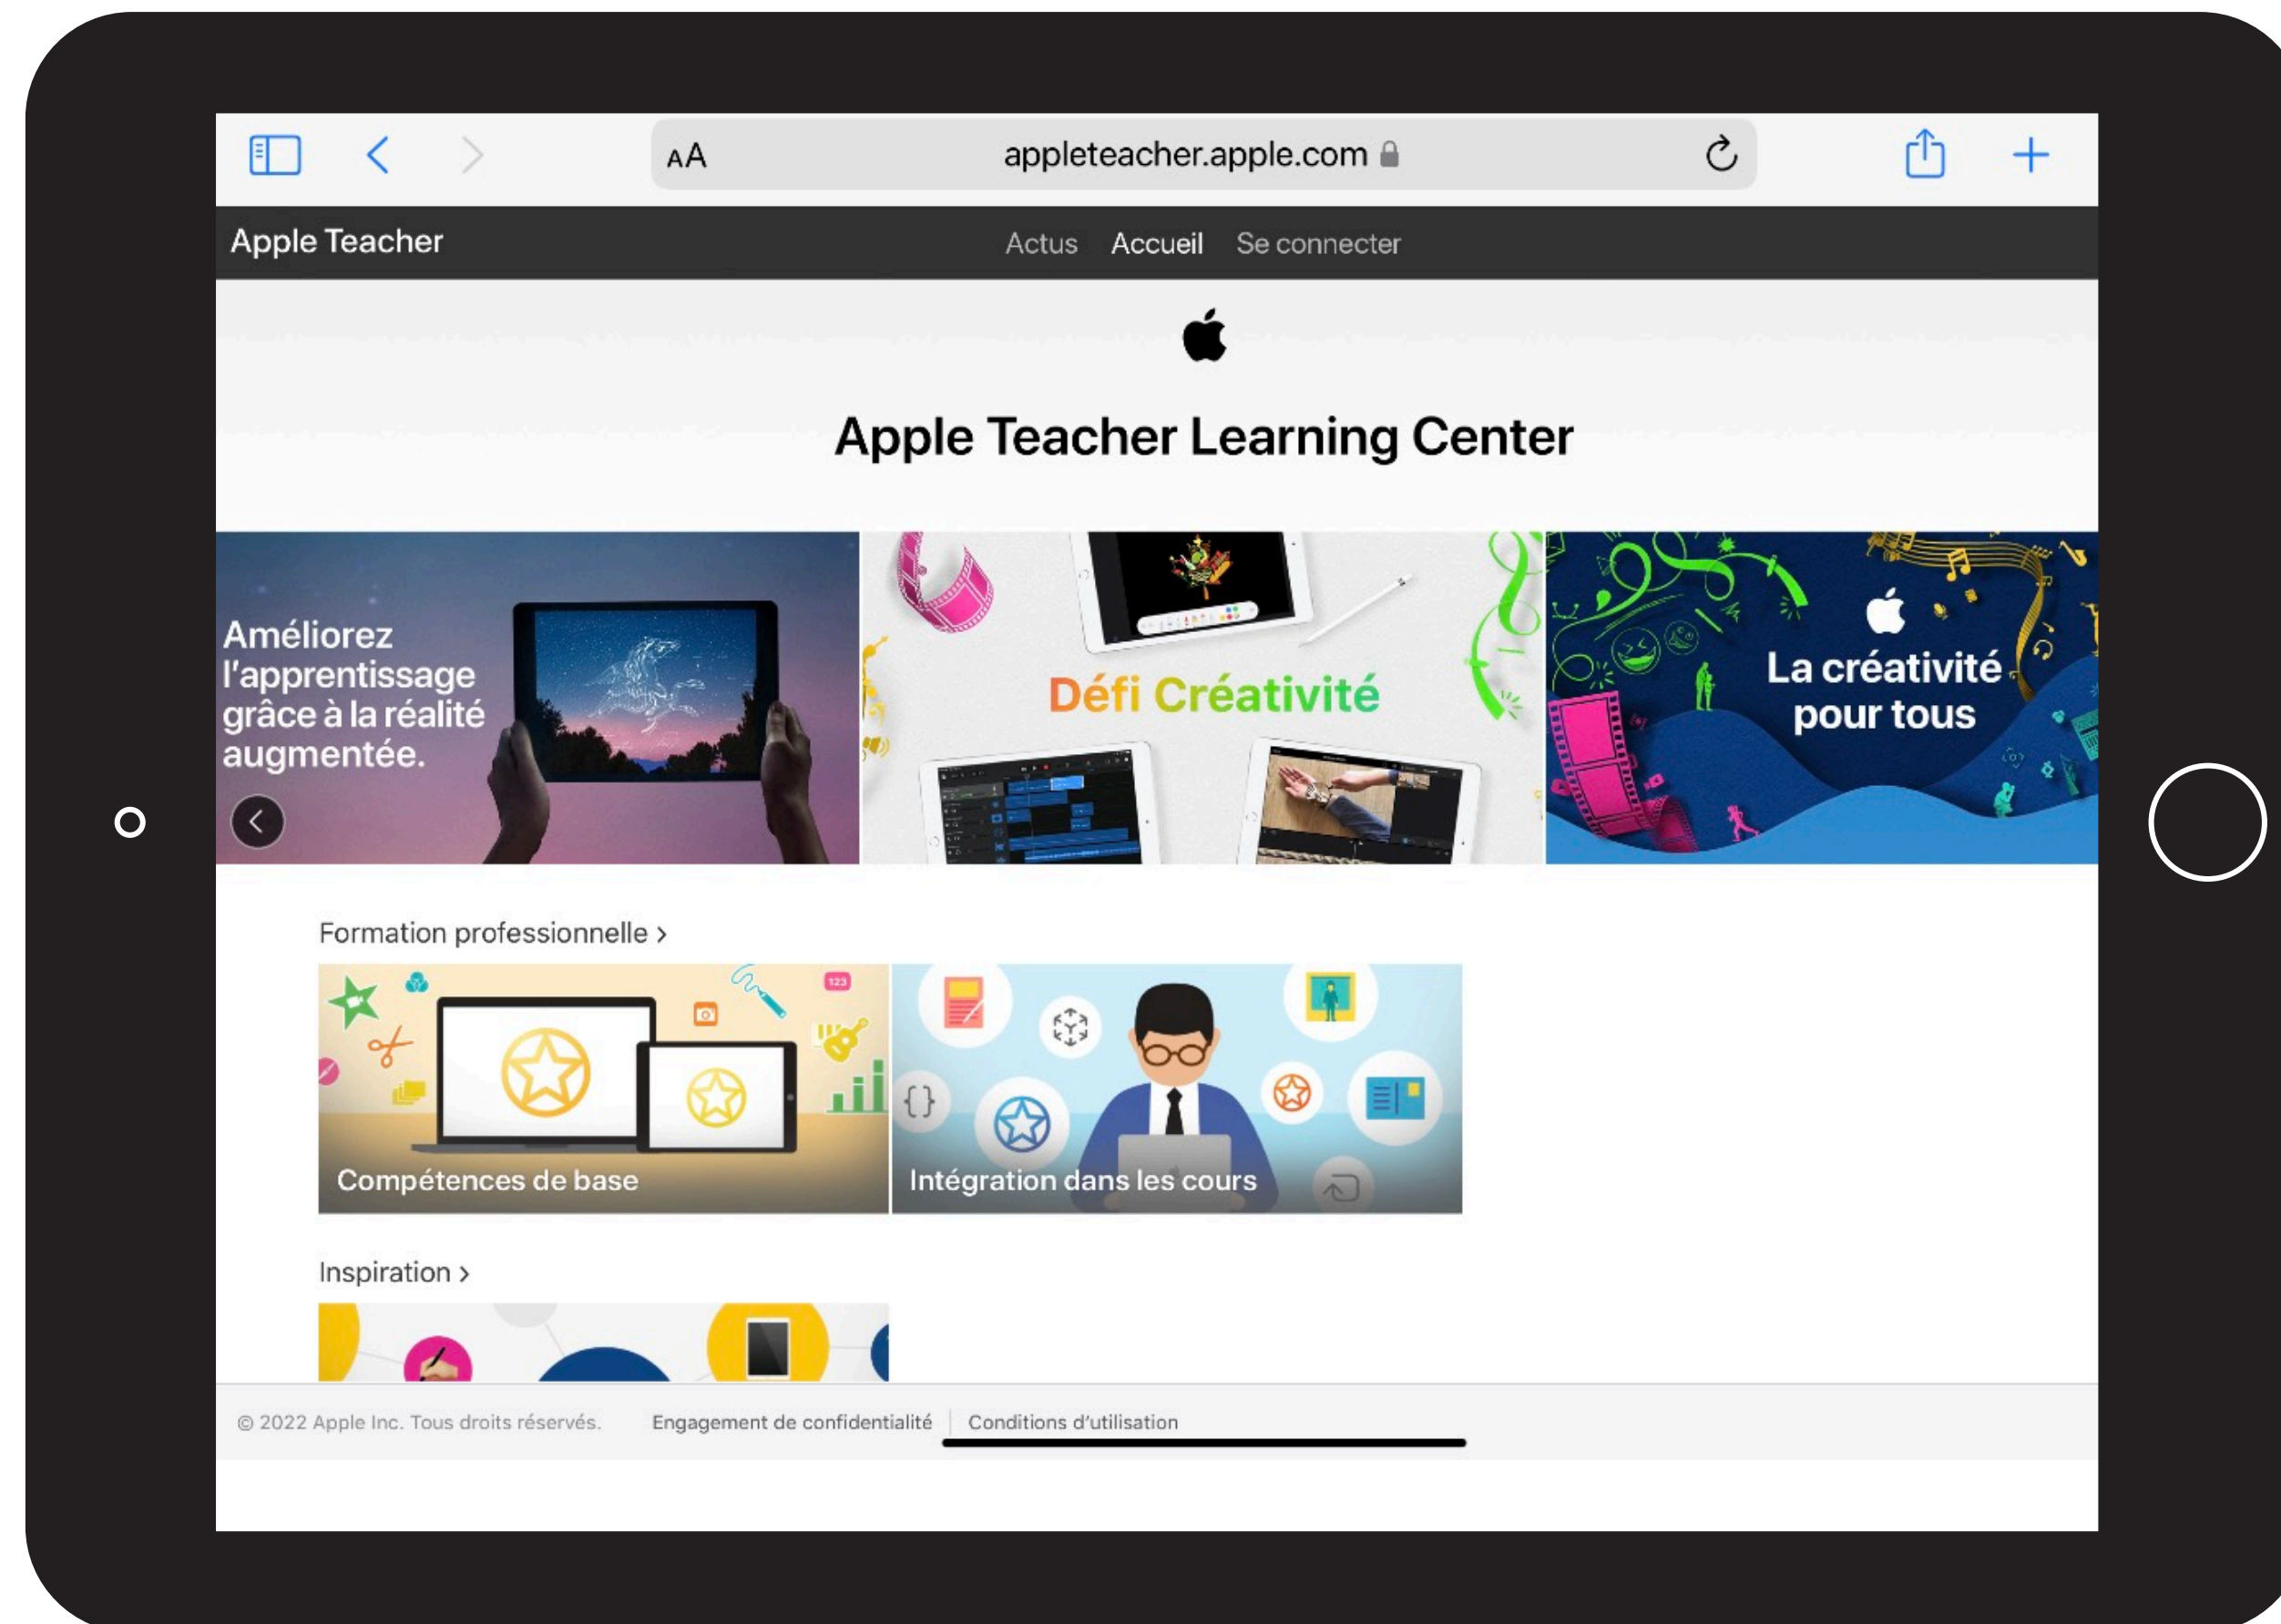 AA
appleteacher.apple.com
Apple Teacher
Actus Accueil Se connecter
Apple Teacher Learning Center
Améliorez
l'apprentissage
grâce à la réalité
augmentée.
Défi Créativité
La créativité
pour tous
Formation professionnelle >
123
Compétences de base
Intégration dans les cours
Inspiration >
© 2022 Apple Inc. Tous droits réservés. Engagement de confidentialité | Conditions d'utilisation